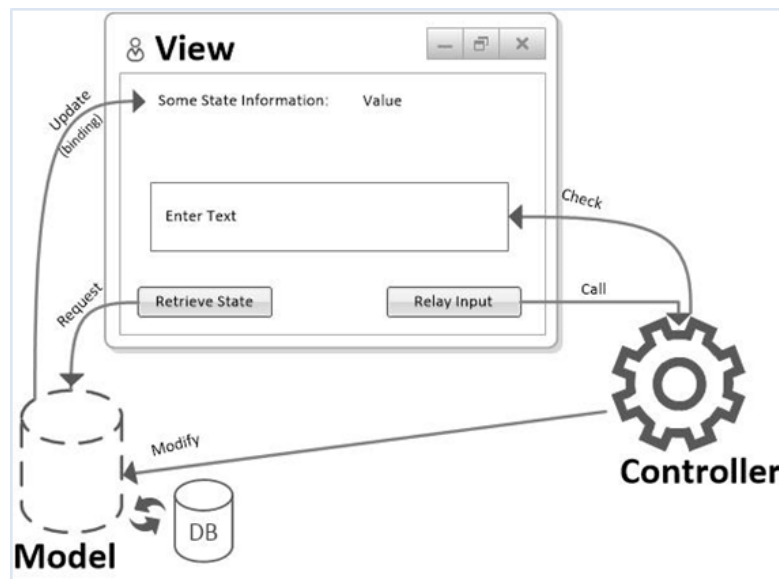 View
Update
(binding)
Some State Information: Value
Enter Text
Check
Request
Retrieve State
Relay Input
Call
Modify
Controller
DB
Model